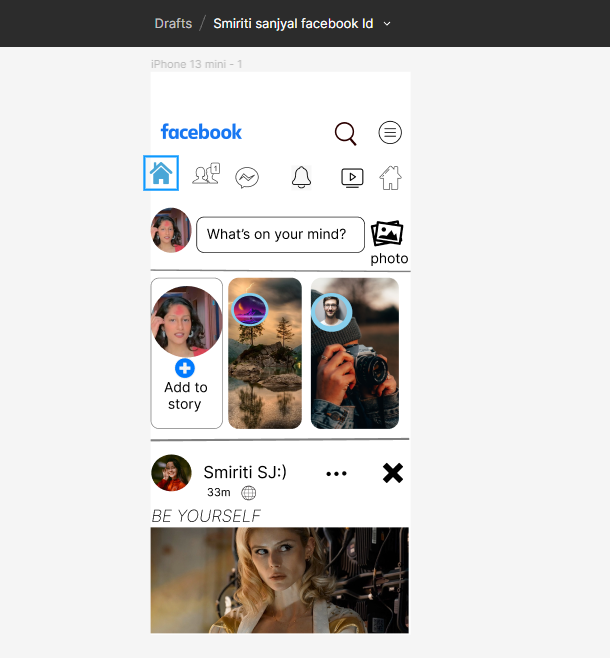 Drafts / Smiriti sanjyal facebook Id
iPhone 13 mini - 1
facebook
1
What's on your mind?
photo
Add to
story
Smiriti SJ:)
33m
BE YOURSELF